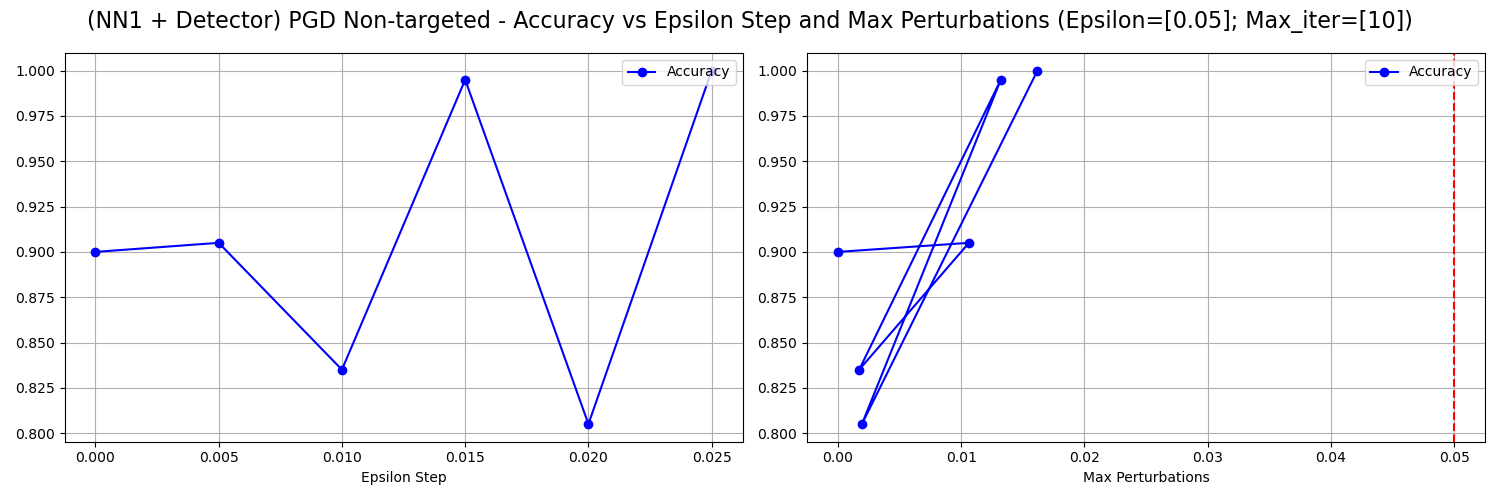 (NN1 + Detector) PGD Non-targeted - Accuracy vs Epsilon Step and Max Perturbations (Epsilon=[0.05]; Max_iter=[10])
Accuracy
1.000
0.975
0.950
0.925
0.900
0.875
0.850
0.825
0.800
0.000 0.005 0.010 0.015 0.020 0.025
Epsilon Step
Accuracy
1.000
0.975
0.950
0.925
0.900
0.875
0.850
0.825
0.800
0.00 0.01 0.02 0.03 0.04 0.05
Max Perturbations